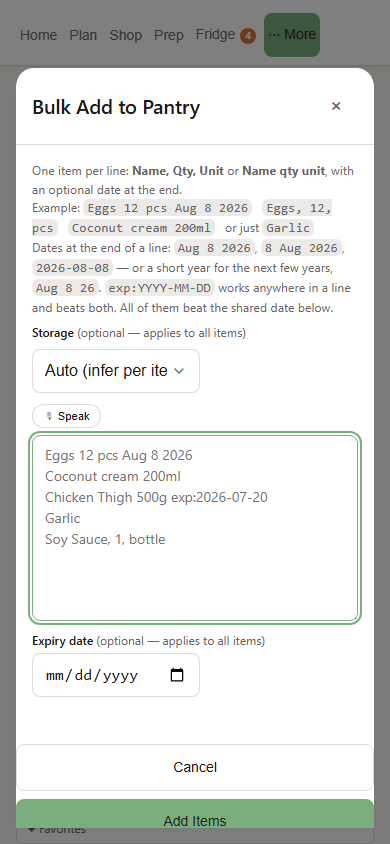 Home Plan Shop Prep Fridge 4 ··· More
Bulk Add to Pantry ×
One item per line: Name, Qty, Unit or Name qty unit, with
an optional date at the end.
Example: Eggs 12 pcs Aug 8 2026 Eggs, 12,
pcs Coconut cream 200ml or just Garlic
Dates at the end of a line: Aug 8 2026, 8 Aug 2026,
2026-08-08 — or a short year for the next few years,
Aug 8 26. exp:YYYY-MM-DD works anywhere in a line
and beats both. All of them beat the shared date below.
Storage (optional — applies to all items)
Auto (infer per ite
Speak
Eggs 12 pcs Aug 8 2026
Coconut cream 200ml
Chicken Thigh 500g exp:2026-07-20
Garlic
Soy Sauce, 1, bottle
Expiry date (optional — applies to all items)
mm/dd/yyyy
Cancel
Add Items
Favorites